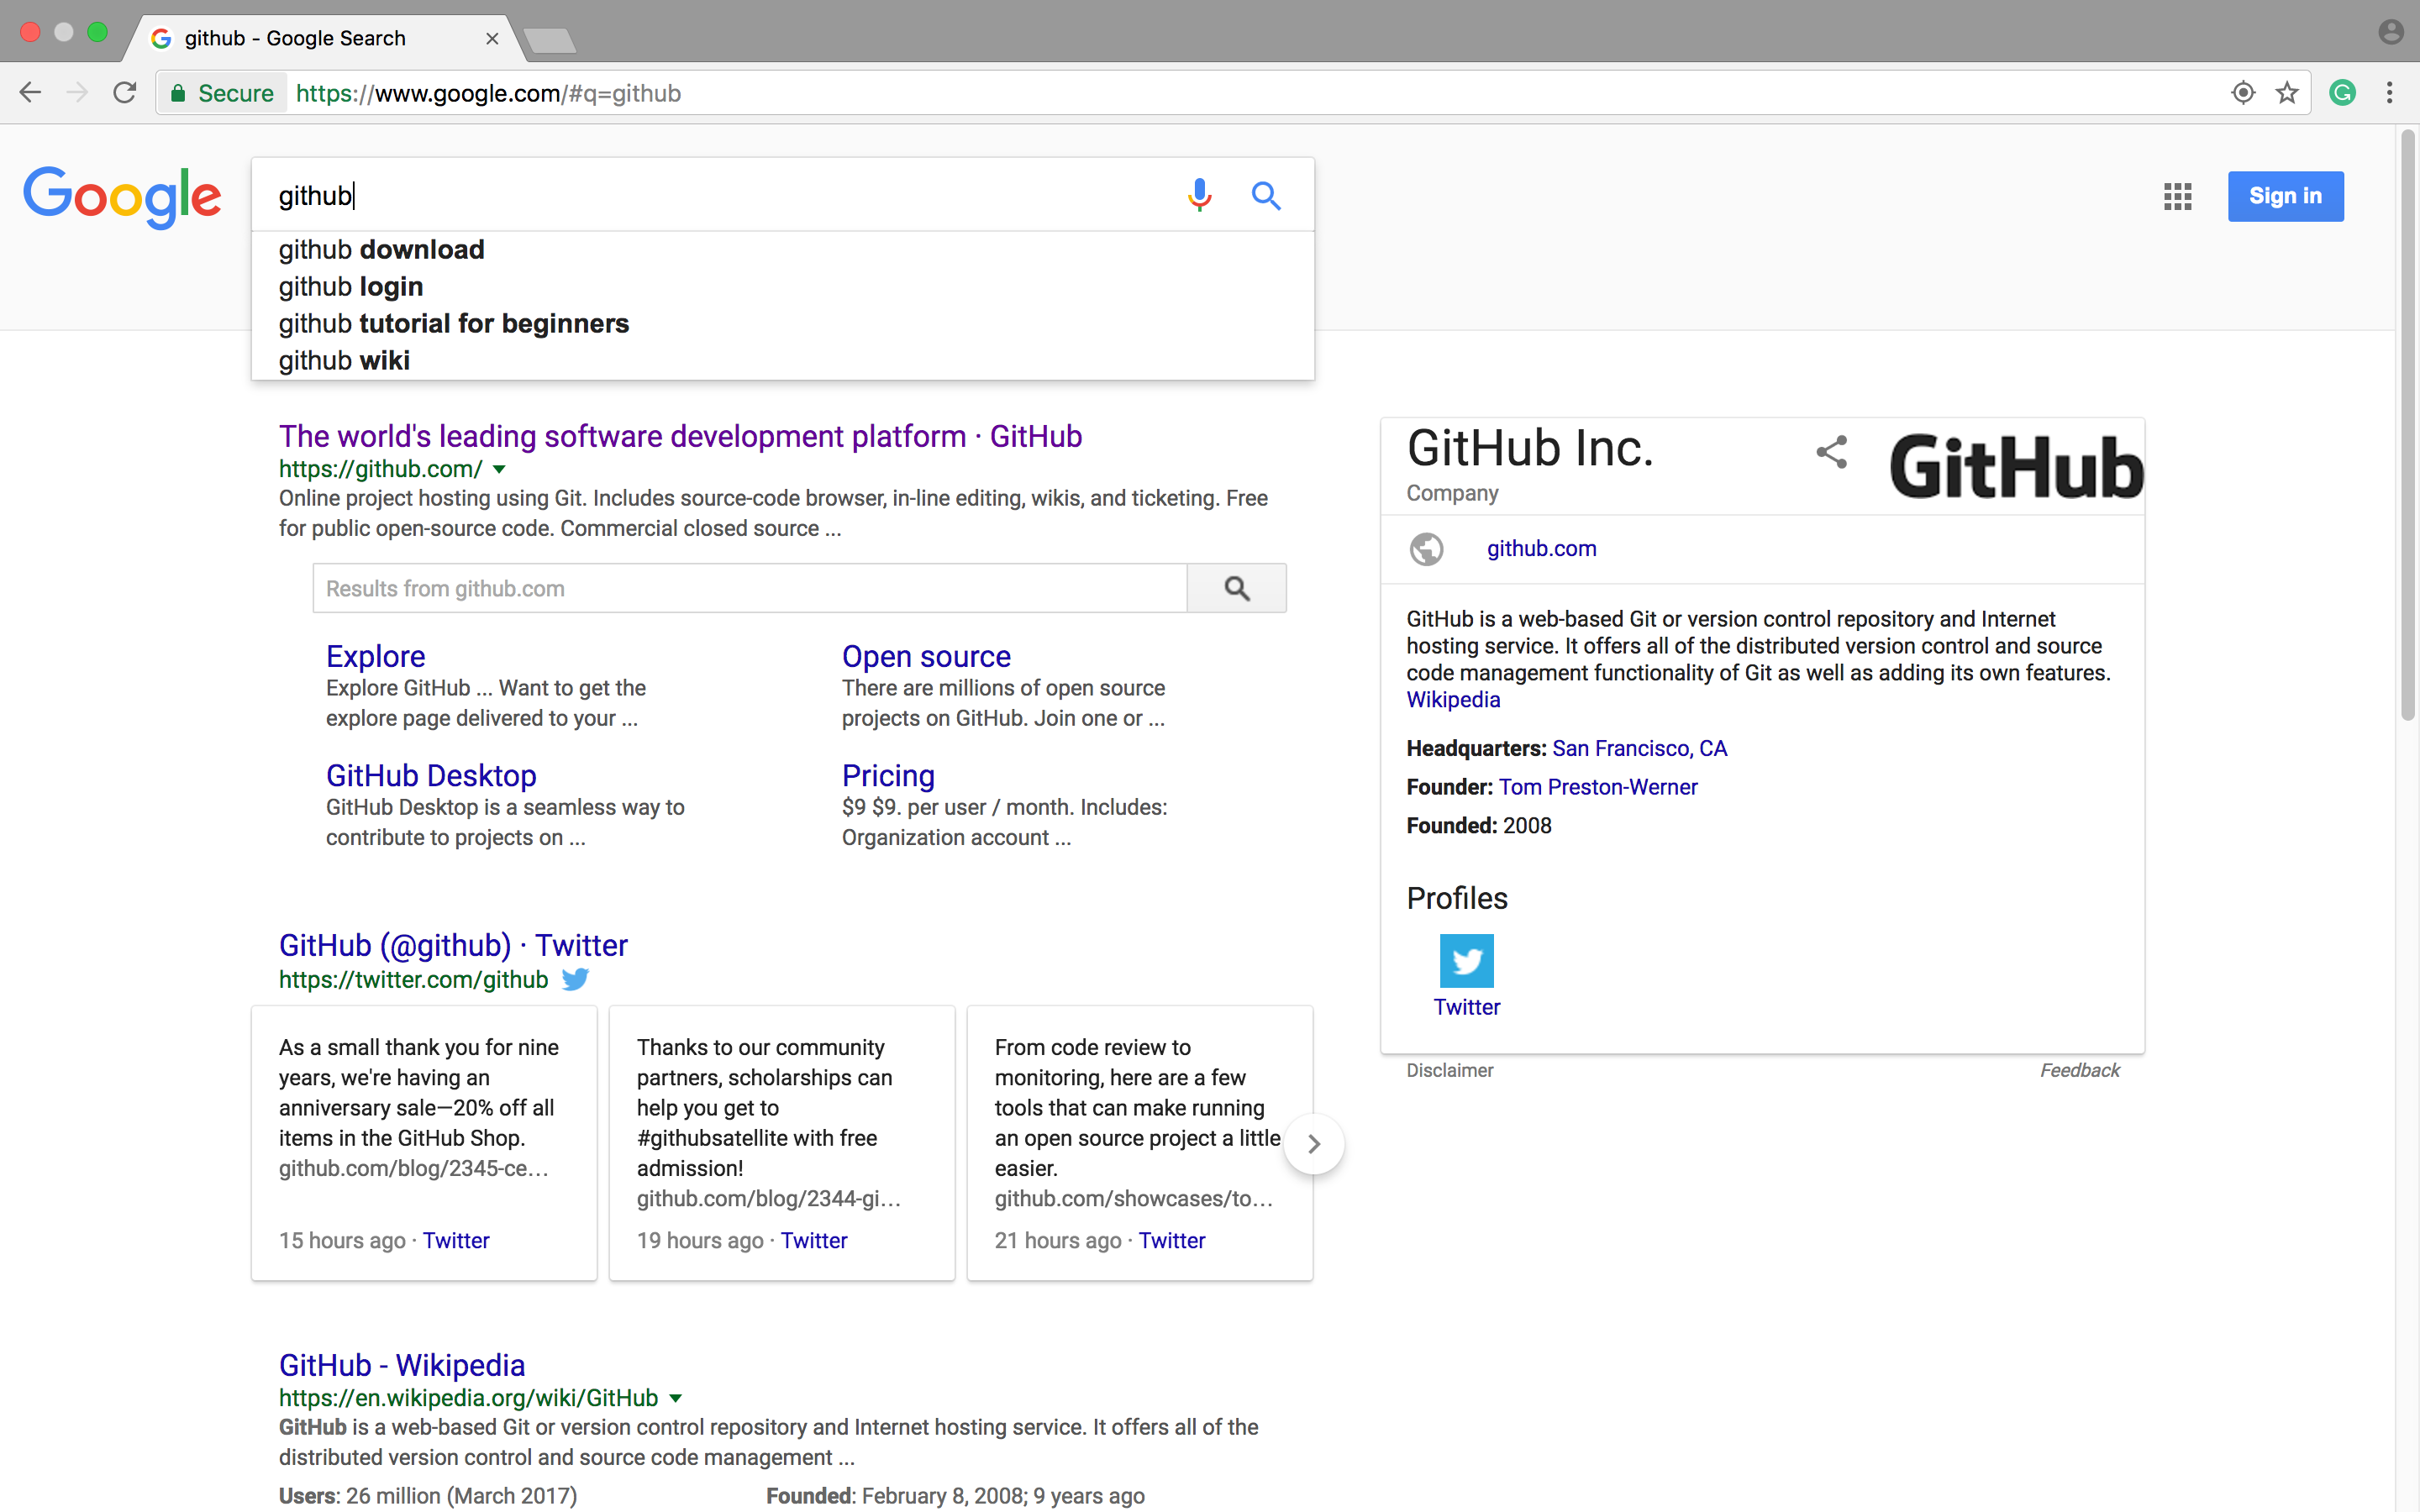 github - Google Search
Secure https://www.google.com/#q=github
Google
github
Sign in
github download
github login
github tutorial for beginners
github wiki
The world's leading software development platform · GitHub
https://github.com/
Online project hosting using Git. Includes source-code browser, in-line editing, wikis, and ticketing. Free
for public open-source code. Commercial closed source ...
Results from github.com
Explore
Explore GitHub ... Want to get the
explore page delivered to your ...
Open source
There are millions of open source
projects on GitHub. Join one or ...
GitHub Desktop
GitHub Desktop is a seamless way to
contribute to projects on ...
Pricing
$9 $9. per user / month. Includes:
Organization account ...
GitHub (@github) · Twitter
https://twitter.com/github
As a small thank you for nine
years, we're having an
anniversary sale—20% off all
items in the GitHub Shop.
github.com/blog/2345-ce...
15 hours ago · Twitter
Thanks to our community
partners, scholarships can
help you get to
#githubsatellite with free
admission!
github.com/blog/2344-gi...
19 hours ago · Twitter
From code review to
monitoring, here are a few
tools that can make running
an open source project a little
easier.
github.com/showcases/to...
21 hours ago · Twitter
GitHub - Wikipedia
https://en.wikipedia.org/wiki/GitHub
GitHub is a web-based Git or version control repository and Internet hosting service. It offers all of the
distributed version control and source code management ...
Users: 26 million (March 2017)
Founded: February 8, 2008; 9 years ago
GitHub Inc.
Company
GitHub
github.com
GitHub is a web-based Git or version control repository and Internet
hosting service. It offers all of the distributed version control and source
code management functionality of Git as well as adding its own features.
Wikipedia
Headquarters: San Francisco, CA
Founder: Tom Preston-Werner
Founded: 2008
Profiles
Twitter
Disclaimer
Feedback